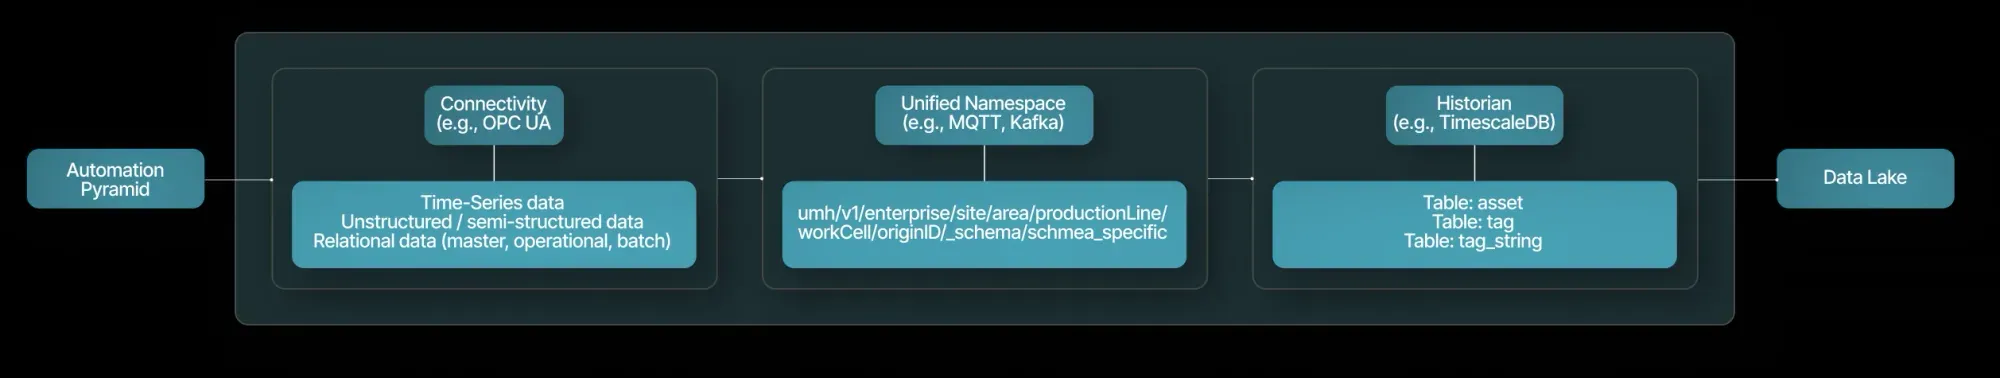 Automation
Pyramid
Connectivity
(e.g., OPC UA
Time-Series data
Unstructured / semi-structured data
Relational data (master, operational, batch)
Unified Namespace
(e.g., MQTT, Kafka)
umh/v1/enterprise/site/area/productionLine/
workCell/originID/_schema/schmea_specific
Historian
(e.g., TimescaleDB)
Table: asset
Table: tag
Table: tag_string
Data Lake